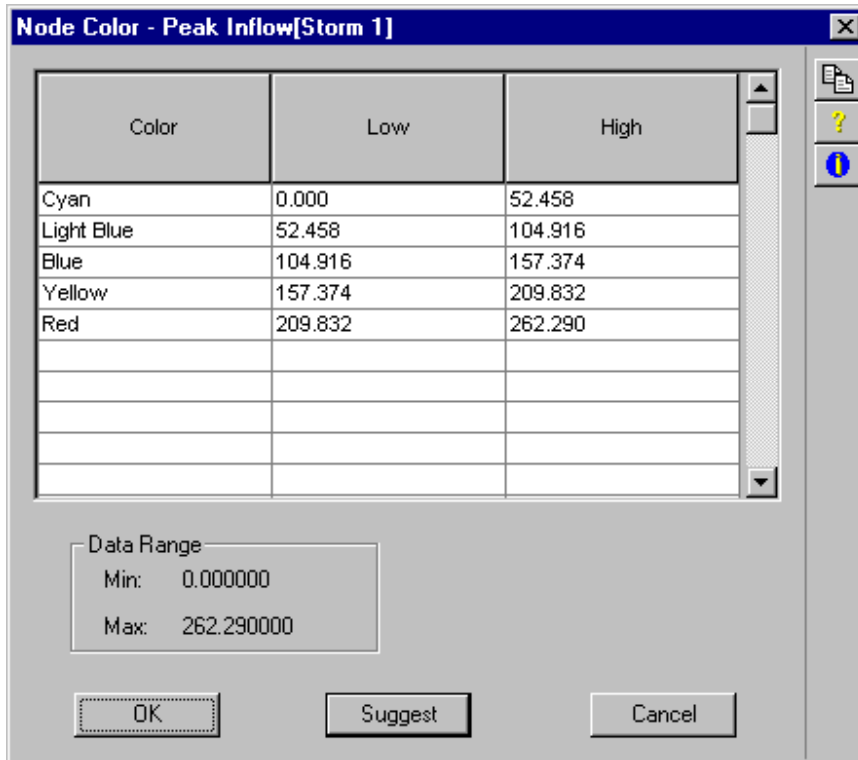 Node Color - Peak Inflow[Storm 1]
Color Low High
Cyan 0.000 52.458
Light Blue 52.458 104.916
Blue 104.916 157.374
Yellow 157.374 209.832
Red 209.832 262.290
Data Range
Min: 0.000000
Max: 262.290000
OK Suggest Cancel